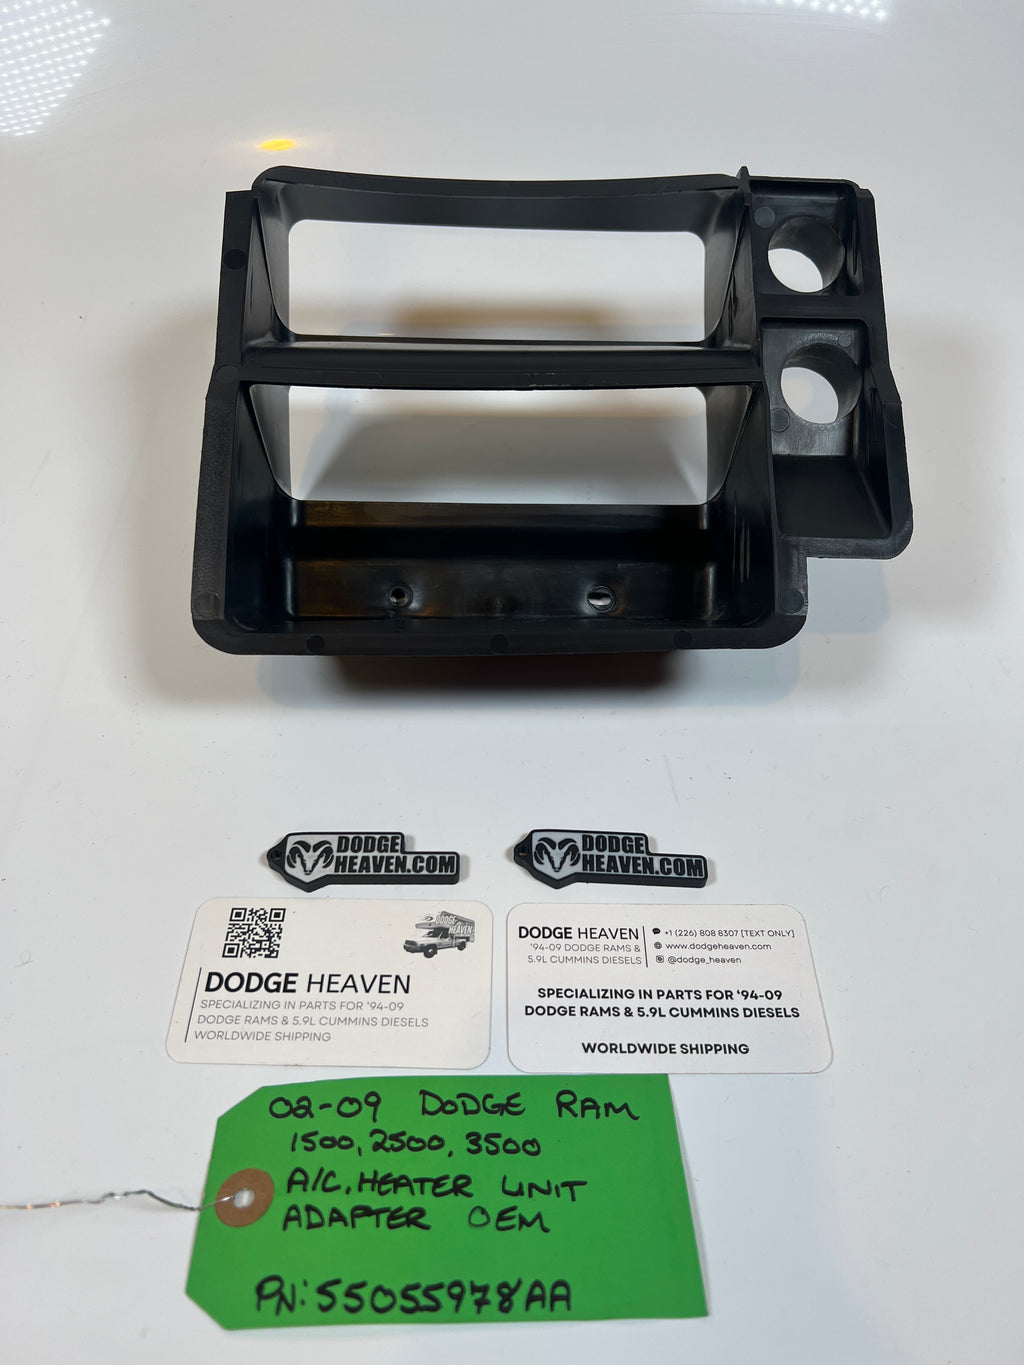 DODGE
HEAVEN.COM
DODGE
HEAVEN.COM
DODGE
HEAVEN
DODGE HEAVEN
SPECIALIZING IN PARTS FOR '94-09
DODGE RAMS & 5.9L CUMMINS DIESELS
WORLDWIDE SHIPPING
DODGE HEAVEN
'94-09 DODGE RAMS &
5.9L CUMMINS DIESELS
+1 (226) 808 8307 [TEXT ONLY]
www.dodgeheaven.com
@dodge_heaven
SPECIALIZING IN PARTS FOR '94-09
DODGE RAMS & 5.9L CUMMINS DIESELS
WORLDWIDE SHIPPING
02-09 DODGE RAM
1500, 2500, 3500
A/C, HEATER UNIT
ADAPTER OEM
PN: 55055978AA